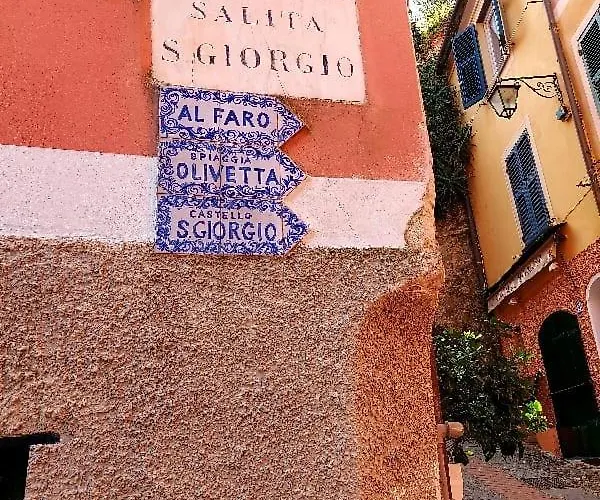 SALITA
S.GIORGIO
AL FARO
SPIAGGIA
OLIVETTA
CASTELLO
S.GIORGIO